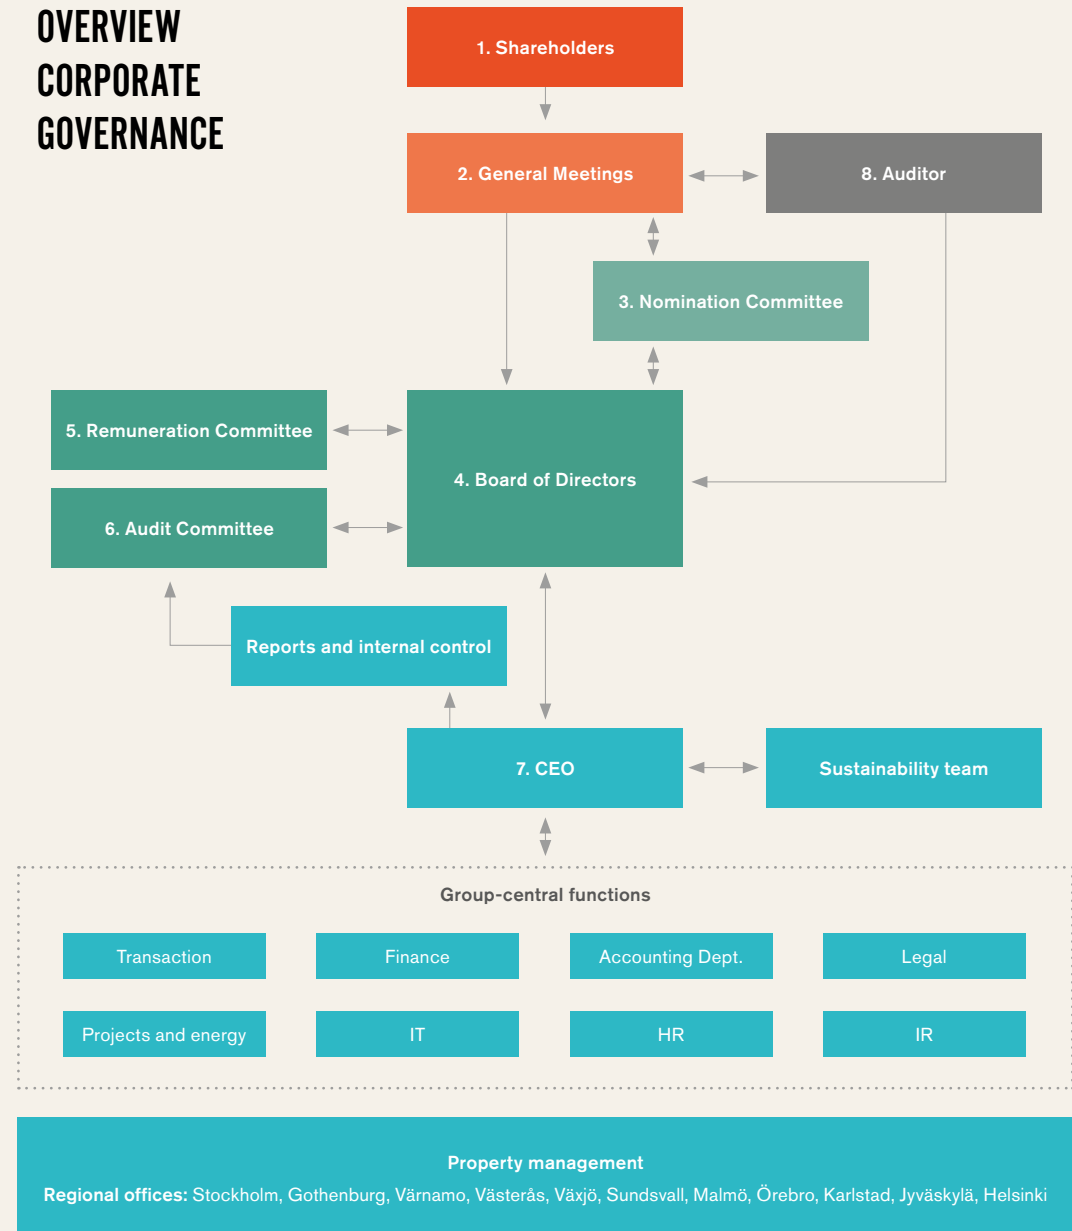 OVERVIEW
CORPORATE
GOVERNANCE
1. Shareholders
2. General Meetings
8. Auditor
3. Nomination Committee
5. Remuneration Committee
4. Board of Directors
6. Audit Committee
Reports and internal control
7. CEO
Sustainability team
Group-central functions
Transaction
Finance
Accounting Dept.
Legal
Projects and energy
IT
HR
IR
Property management
Regional offices: Stockholm, Gothenburg, Värnamo, Västerås, Växjö, Sundsvall, Malmö, Örebro, Karlstad, Jyväskylä, Helsinki